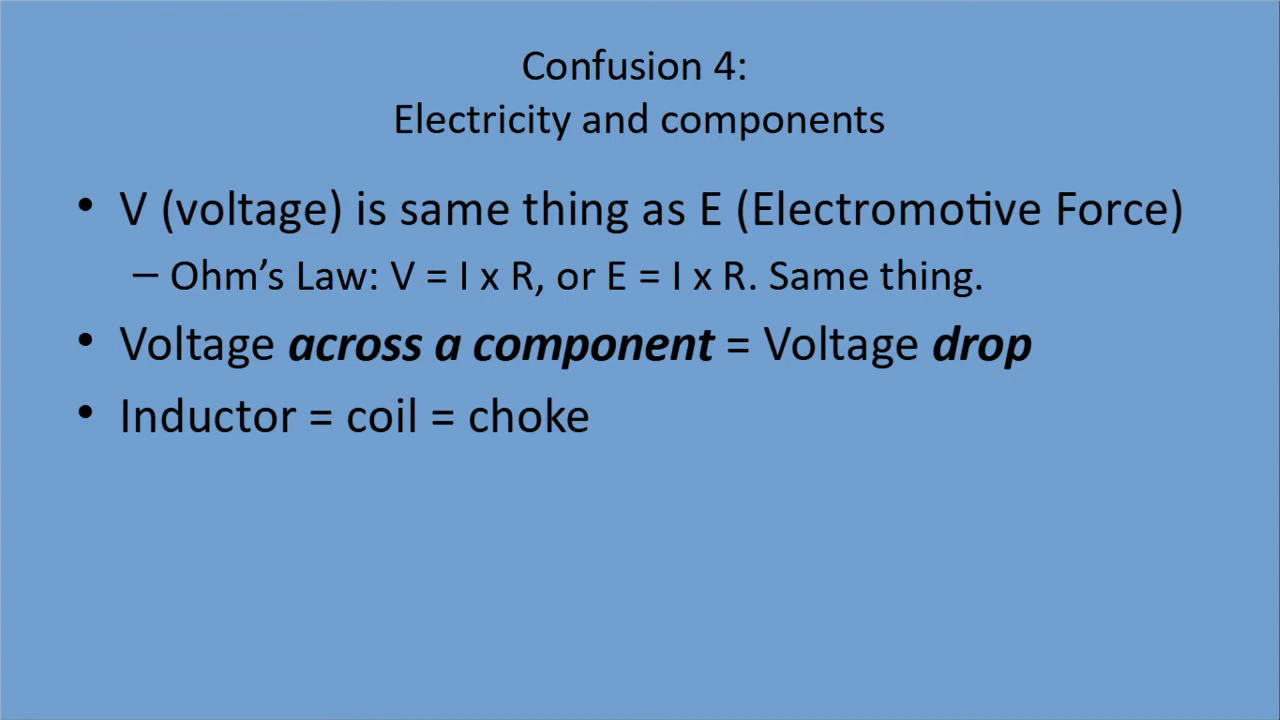 Confusion 4:
Electricity and components
• V (voltage) is same thing as E (Electromotive Force)
– Ohm’s Law: V = I x R, or E = I x R. Same thing.
• Voltage across a component = Voltage drop
• Inductor = coil = choke